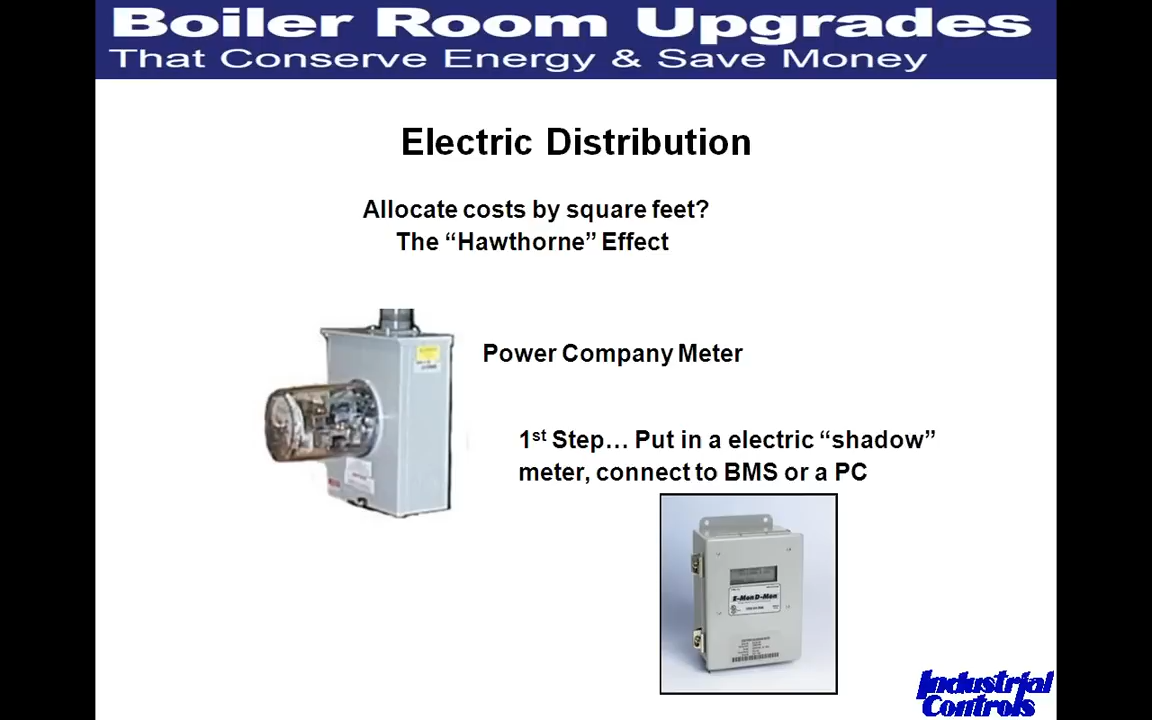 Boiler Room Upgrades
That Conserve Energy & Save Money
Electric Distribution
Allocate costs by square feet?
The “Hawthorne” Effect
Power Company Meter
1st Step… Put in a electric “shadow”
meter, connect to BMS or a PC
E-Mon D-Mon
Industrial
Controls